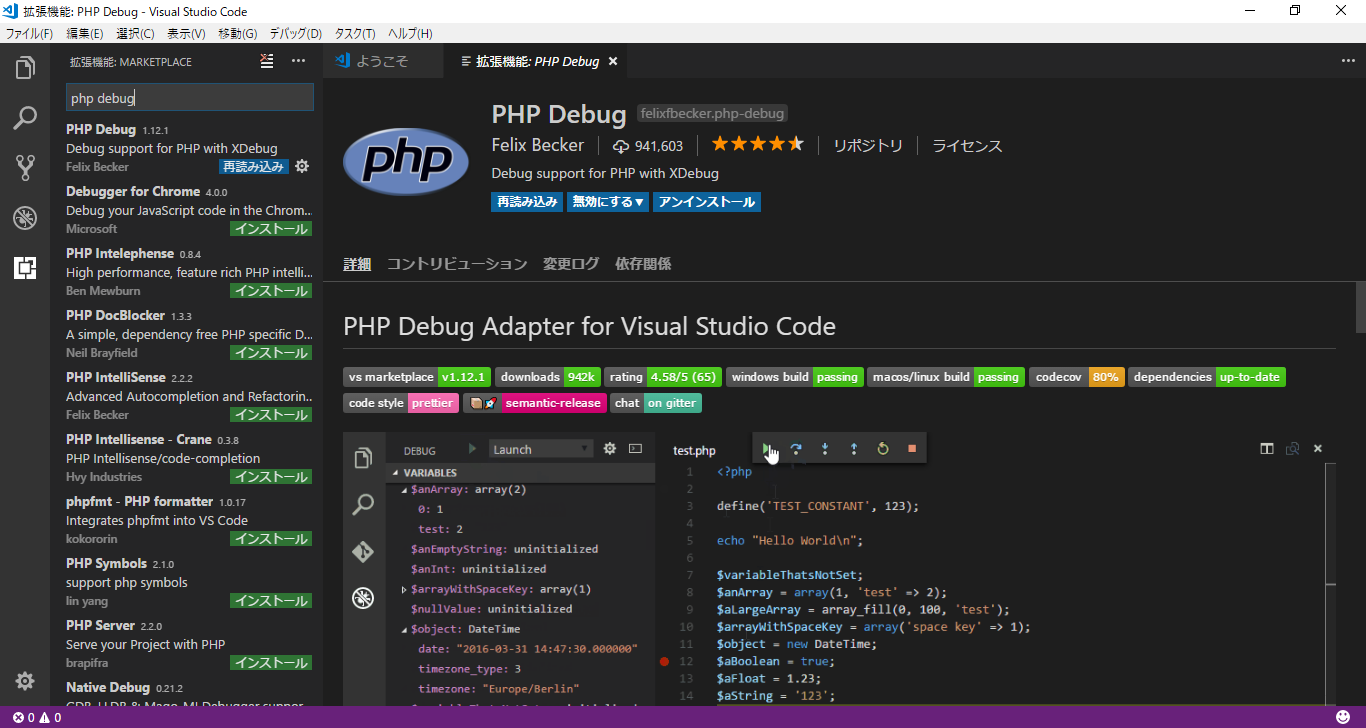 拡張機能: PHP Debug - Visual Studio Code
ファイル(F) 編集(E) 選択(C) 表示(V) 移動(G) デバッグ(D) タスク(T) ヘルプ(H)
拡張機能: MARKETPLACE
php debug
PHP Debug 1.12.1
Debug support for PHP with XDebug
Felix Becker 再読み込み
Debugger for Chrome 4.0.0
Debug your JavaScript code in the Chrom...
Microsoft インストール
PHP Intelephense 0.8.4
High performance, feature rich PHP intelli...
Ben Mewburn インストール
PHP DocBlocker 1.3.3
A simple, dependency free PHP specific D...
Neil Brayfield インストール
PHP IntelliSense 2.2.2
Advanced Autocompletion and Refactorin...
Felix Becker インストール
PHP Intellisense - Crane 0.3.8
PHP Intellisense/code-completion
Hvy Industries インストール
phpfmt - PHP formatter 1.0.17
Integrates phpfmt into VS Code
kokororin インストール
PHP Symbols 2.1.0
support php symbols
lin yang インストール
PHP Server 2.2.0
Serve your Project with PHP
brapifra インストール
Native Debug 0.21.2
ようこそ 拡張機能: PHP Debug
php
PHP Debug felixfbecker.php-debug
Felix Becker 941,603 リポジトリ ライセンス
Debug support for PHP with XDebug
再読み込み 無効にする▼ アンインストール
詳細 コントリビューション 変更ログ 依存関係
PHP Debug Adapter for Visual Studio Code
vs marketplace v1.12.1 downloads 942k rating 4.58/5 (65) windows build passing macos/linux build passing codecov 80% dependencies up-to-date
code style prettier semantic-release chat on gitter
DEBUG Launch
VARIABLES
$anArray: array(2)
0: 1
test: 2
$anEmptyString: uninitialized
$anInt: uninitialized
$arrayWithSpaceKey: array(1)
$nullValue: uninitialized
$object: DateTime
date: "2016-03-31 14:47:30.000000"
timezone_type: 3
timezone: "Europe/Berlin"
test.php
1 <?php
2
3 define('TEST_CONSTANT', 123);
4
5 echo "Hello World\n";
6
7 $variableThatsNotSet;
8 $anArray = array(1, 'test' => 2);
9 $aLargeArray = array_fill(0, 100, 'test');
10 $arrayWithSpaceKey = array('space key' => 1);
11 $object = new DateTime;
12 $aBoolean = true;
13 $aFloat = 1.23;
14 $aString = '123';
0 0